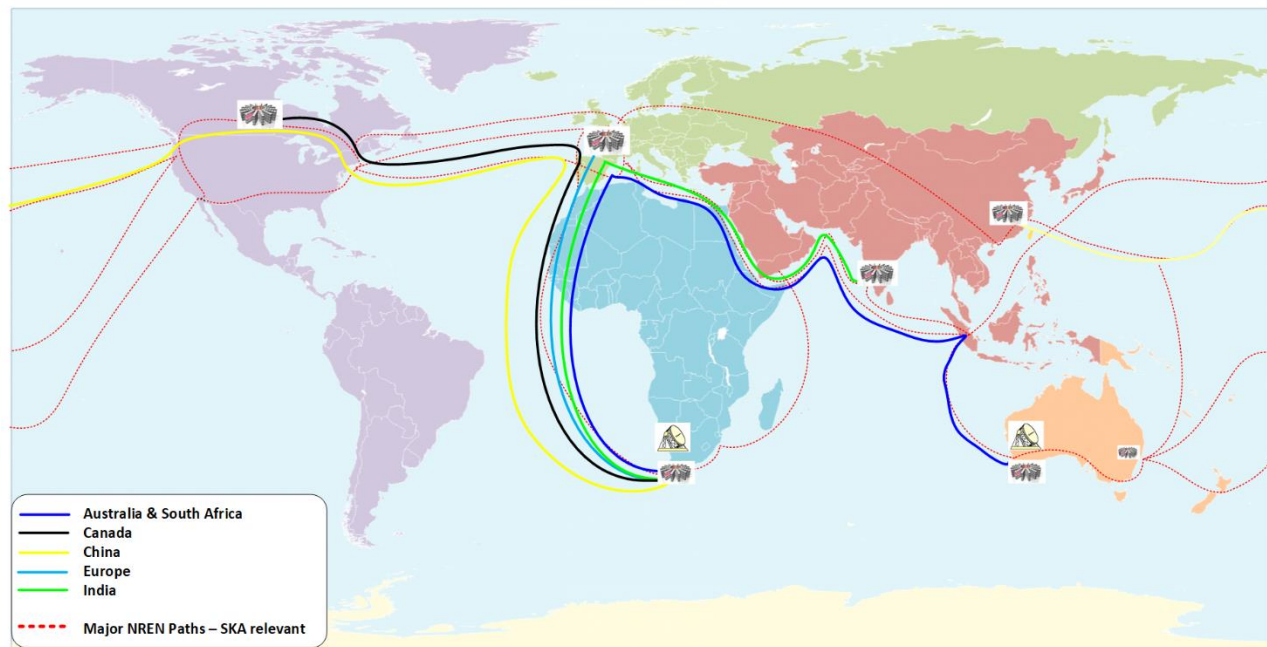 Australia & South Africa
Canada
China
Europe
India
Major NREN Paths – SKA relevant